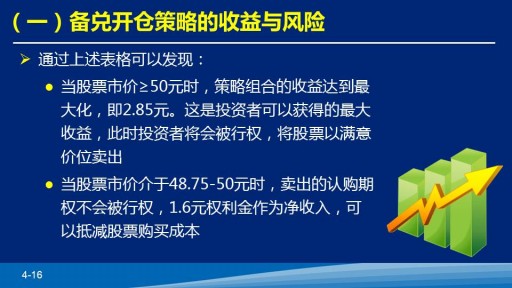 （一）备兑开仓策略的收益与风险
通过上述表格可以发现：
当股票市价≥50元时，策略组合的收益达到最
大化，即2.85元。这是投资者可以获得的最大
收益，此时投资者将会被行权，将股票以满意
价位卖出
当股票市价介于48.75-50元时，卖出的认购期
权不会被行权，1.6元权利金作为净收入，可
以抵减股票购买成本
4-16